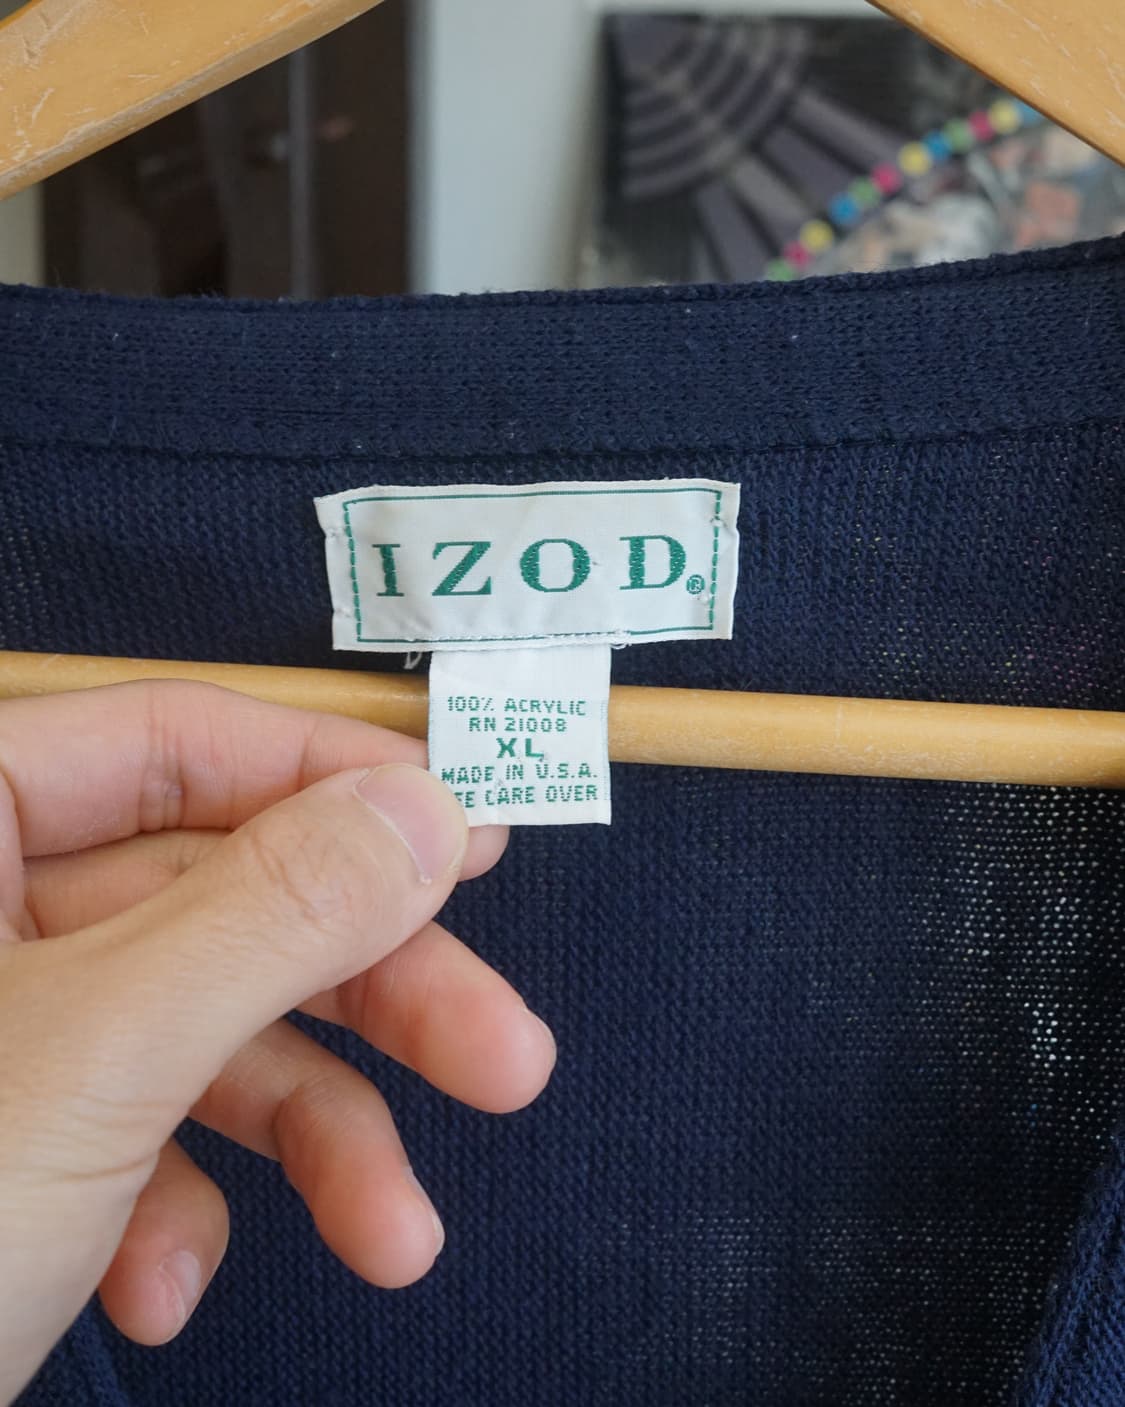 IZOD®
100% ACRYLIC
RN 21008
XL
MADE IN U.S.A.
CARE OVER